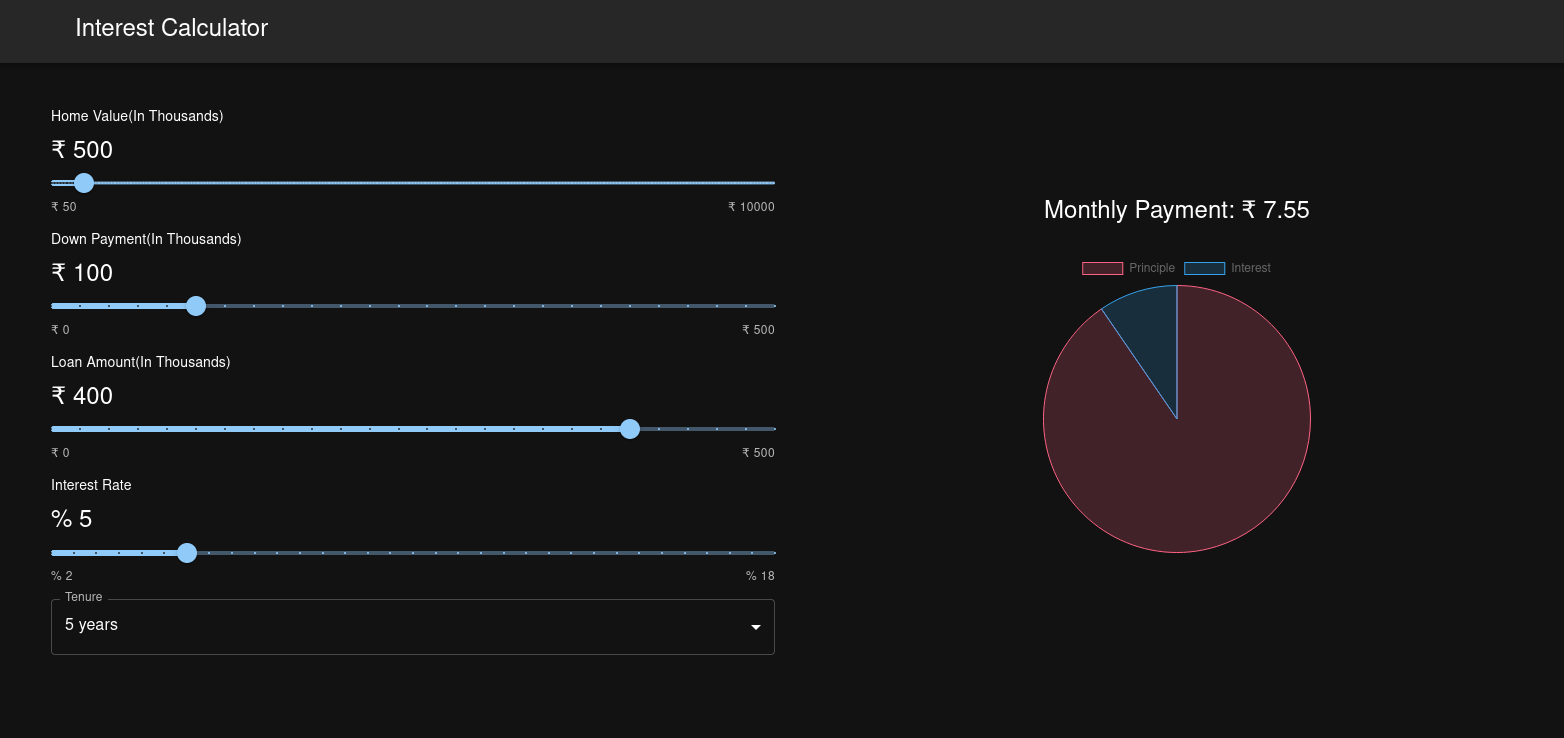 Interest Calculator
Home Value(In Thousands)
₹ 500
₹ 50 ₹ 10000
Down Payment(In Thousands)
₹ 100
₹ 0 ₹ 500
Loan Amount(In Thousands)
₹ 400
₹ 0 ₹ 500
Interest Rate
% 5
% 2 % 18
Tenure
5 years
Monthly Payment: ₹ 7.55
Principle Interest